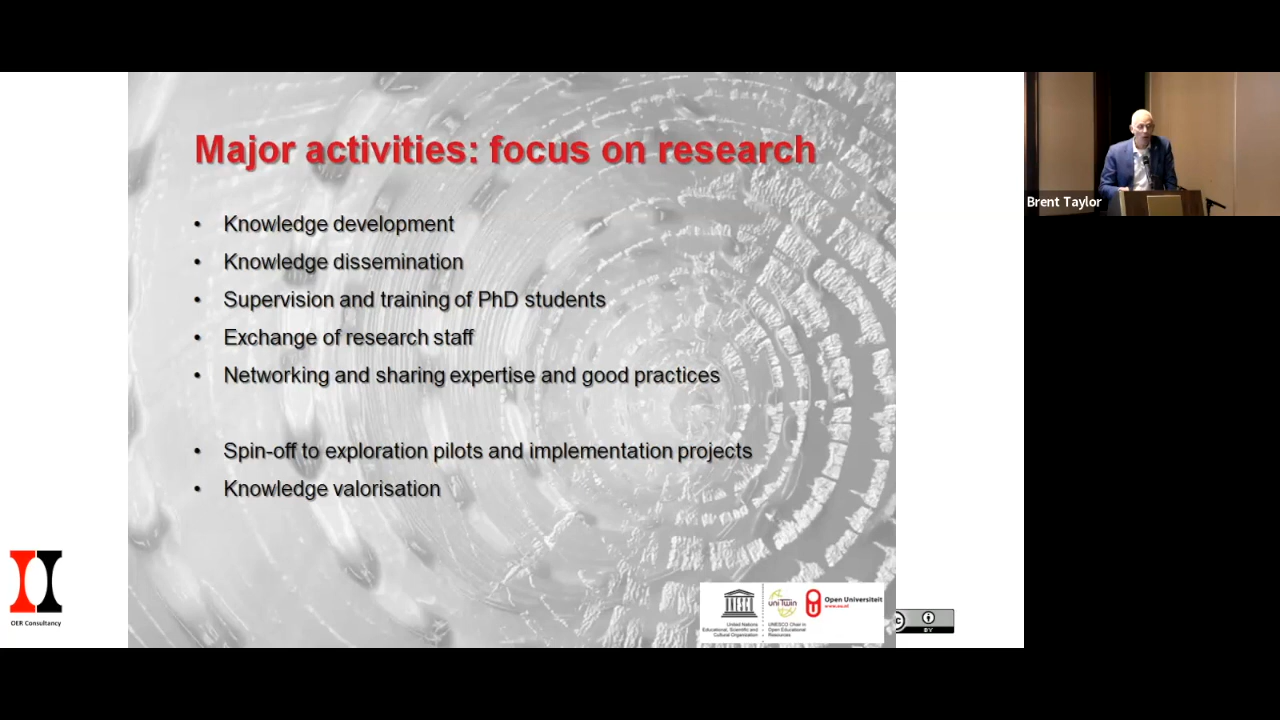 Major activities: focus on research
• Knowledge development
• Knowledge dissemination
• Supervision and training of PhD students
• Exchange of research staff
• Networking and sharing expertise and good practices
• Spin-off to exploration pilots and implementation projects
• Knowledge valorisation
Brent Taylor
OER Consultancy
United Nations
Educational, Scientific and
Cultural Organization
uniTwin
UNESCO Chair in
Open Educational
Resources
Open Universiteit
www.ou.nl
BY